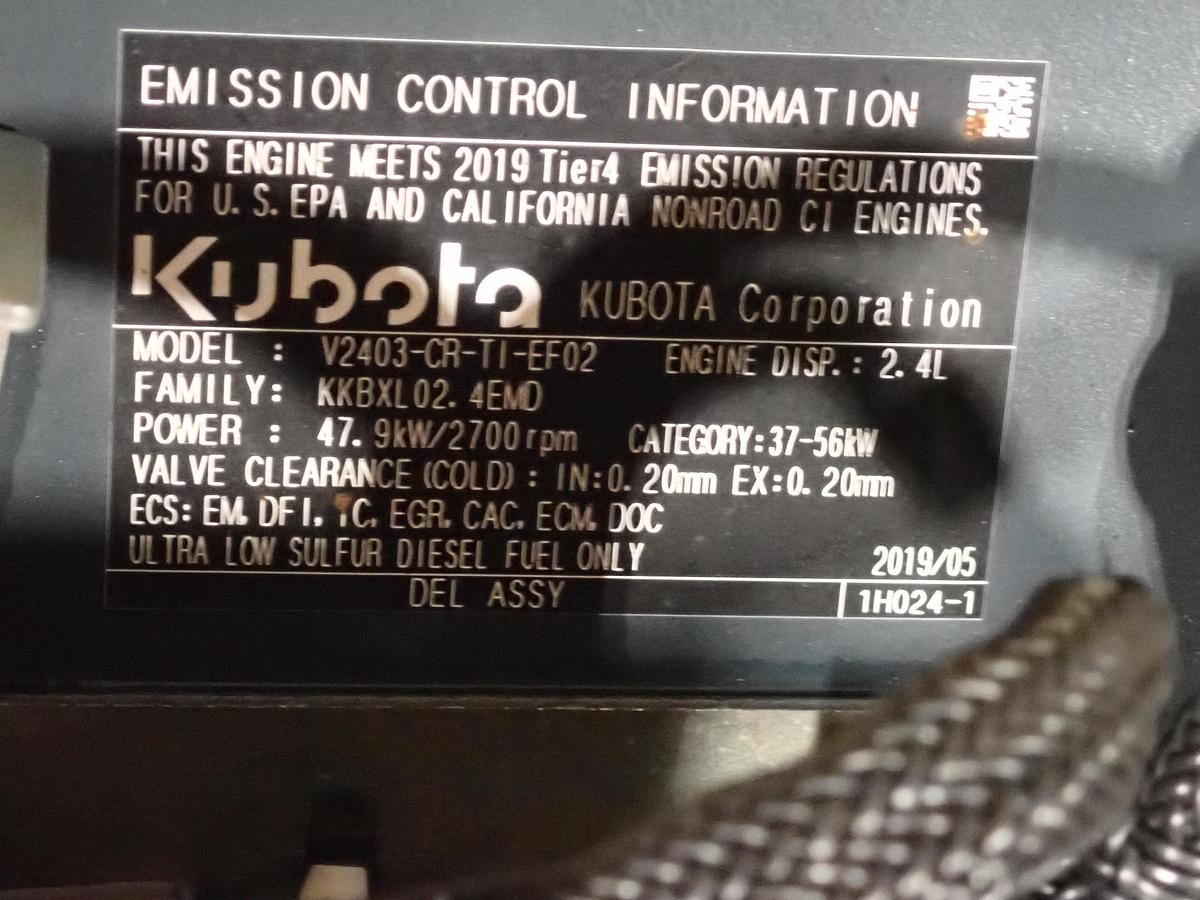 EMISSION CONTROL INFORMATION
THIS ENGINE MEETS 2019 Tier4 EMISSION REGULATIONS
FOR U.S. EPA AND CALIFORNIA NONROAD CI ENGINES.
Kubota KUBOTA Corporation
MODEL : V2403-CR-TI-EF02 ENGINE DISP.: 2.4L
FAMILY: KKBXL02.4EMD
POWER : 47.9kW/2700rpm CATEGORY:37-56kW
VALVE CLEARANCE (COLD) : IN:0.20mm EX:0.20mm
ECS: EM, DFI, TC, EGR, CAC, ECM, DOC
ULTRA LOW SULFUR DIESEL FUEL ONLY 2019/05
DEL ASSY 1H024-1